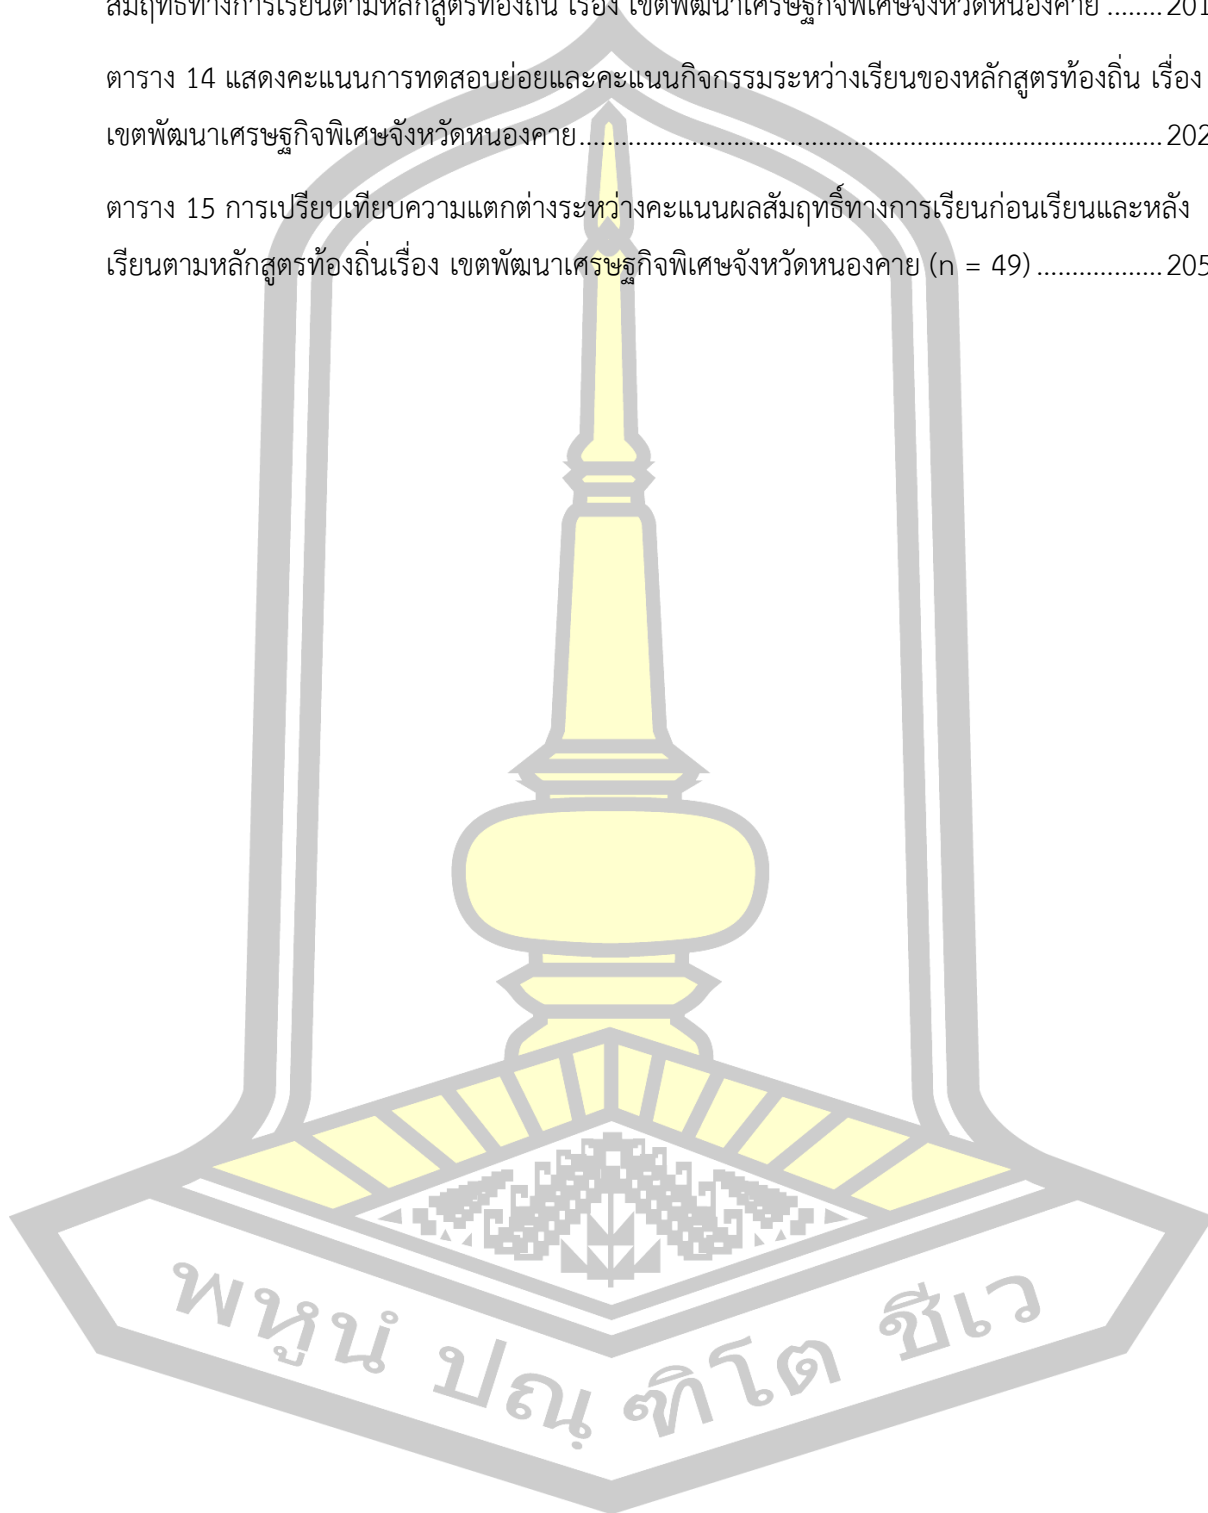 สัมฤทธิ์ทางการเรียนตามหลักสูตรท้องถิ่น เรื่อง เขตพัฒนาเศรษฐกิจพิเศษจังหวัดหนองคาย ........ 201
ตาราง 14 แสดงคะแนนการทดสอบย่อยและคะแนนกิจกรรมระหว่างเรียนของหลักสูตรท้องถิ่น เรื่อง
เขตพัฒนาเศรษฐกิจพิเศษจังหวัดหนองคาย.................................................................................... 202
ตาราง 15 การเปรียบเทียบความแตกต่างระหว่างคะแนนผลสัมฤทธิ์ทางการเรียนก่อนเรียนและหลัง
เรียนตามหลักสูตรท้องถิ่นเรื่อง เขตพัฒนาเศรษฐกิจพิเศษจังหวัดหนองคาย (n = 49) .................. 205
พหูนํ ปณฺฑิโต ชีเว